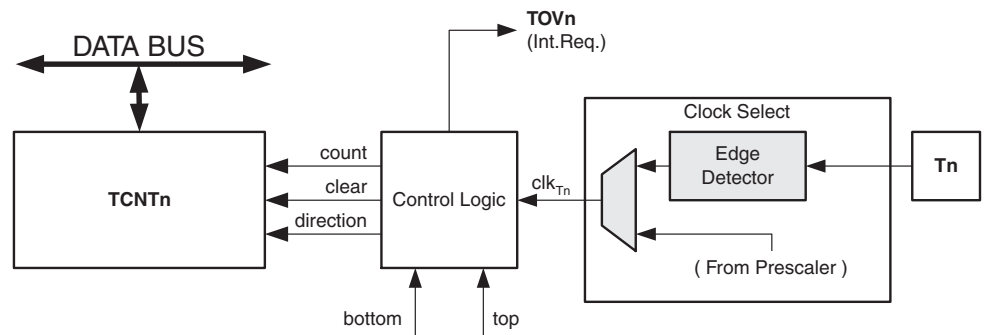 TOVn
(Int.Req.)
DATA BUS
Clock Select
count
clear
direction
TCNTn
Control Logic
clkTn
Edge
Detector
Tn
( From Prescaler )
bottom
top